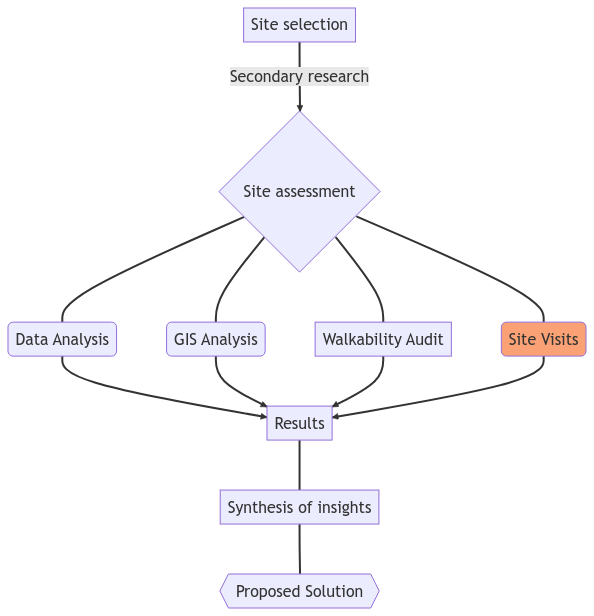 Site selection
Secondary research
Site assessment
Data Analysis
GIS Analysis
Walkability Audit
Site Visits
Results
Synthesis of insights
Proposed Solution